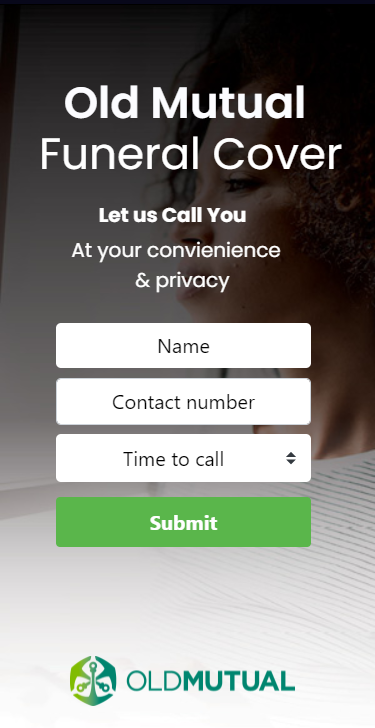 Old Mutual
Funeral Cover
Let us Call You
At your convienience
& privacy
Name
Contact number
Time to call
Submit
OLDMUTUAL